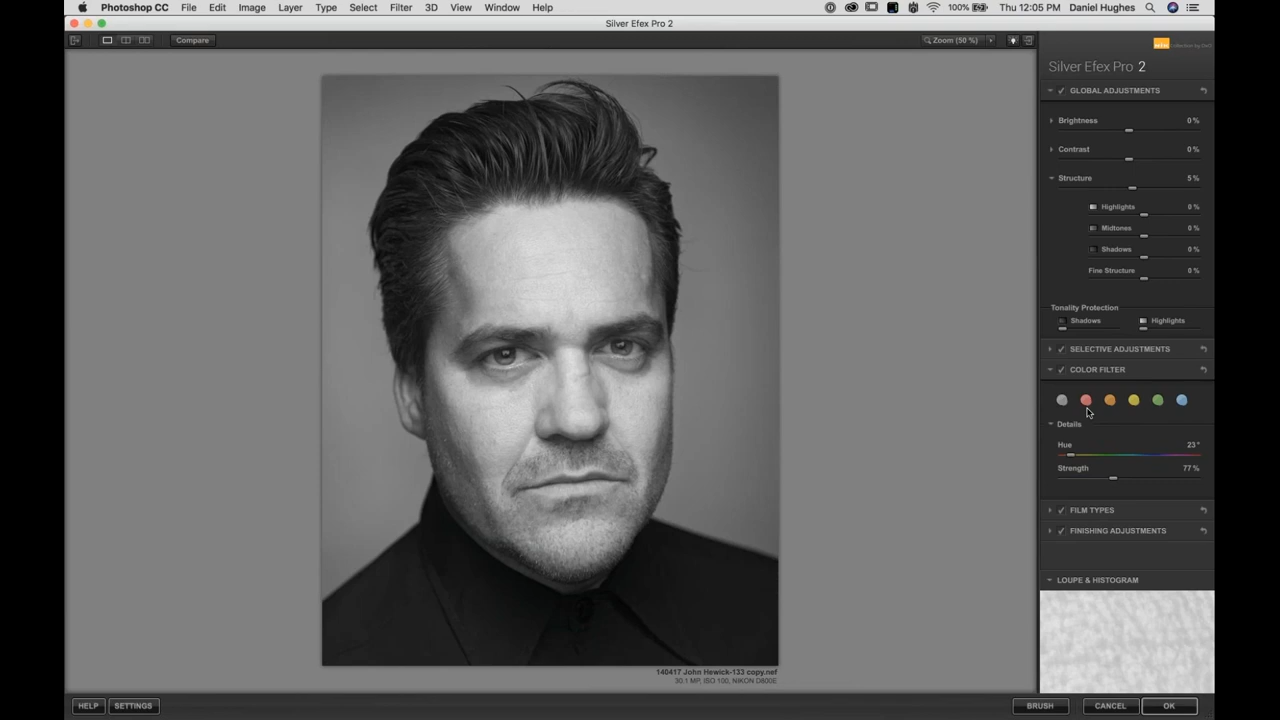 Photoshop CC File Edit Image Layer Type Select Filter 3D View Window Help 100% Thu 12:05 PM Daniel Hughes
Silver Efex Pro 2
Compare Zoom (50 %)
Silver Efex Pro 2
GLOBAL ADJUSTMENTS
Brightness 0 %
Contrast 0 %
Structure 5 %
Highlights 0 %
Midtones 0 %
Shadows 0 %
Fine Structure 0 %
Tonality Protection
Shadows Highlights
SELECTIVE ADJUSTMENTS
COLOR FILTER
Details
Hue 23 °
Strength 77 %
FILM TYPES
FINISHING ADJUSTMENTS
LOUPE & HISTOGRAM
140417 John Hewick-133 copy.nef
30.1 MP, ISO 100, NIKON D800E
HELP SETTINGS BRUSH CANCEL OK